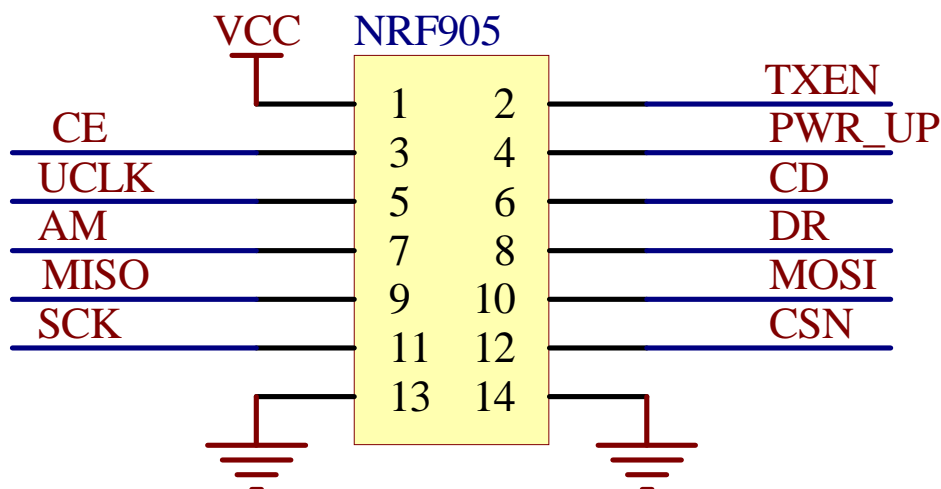 VCC NRF905
1 2 TXEN
CE 3 4 PWR_UP
UCLK 5 6 CD
AM 7 8 DR
MISO 9 10 MOSI
SCK 11 12 CSN
13 14